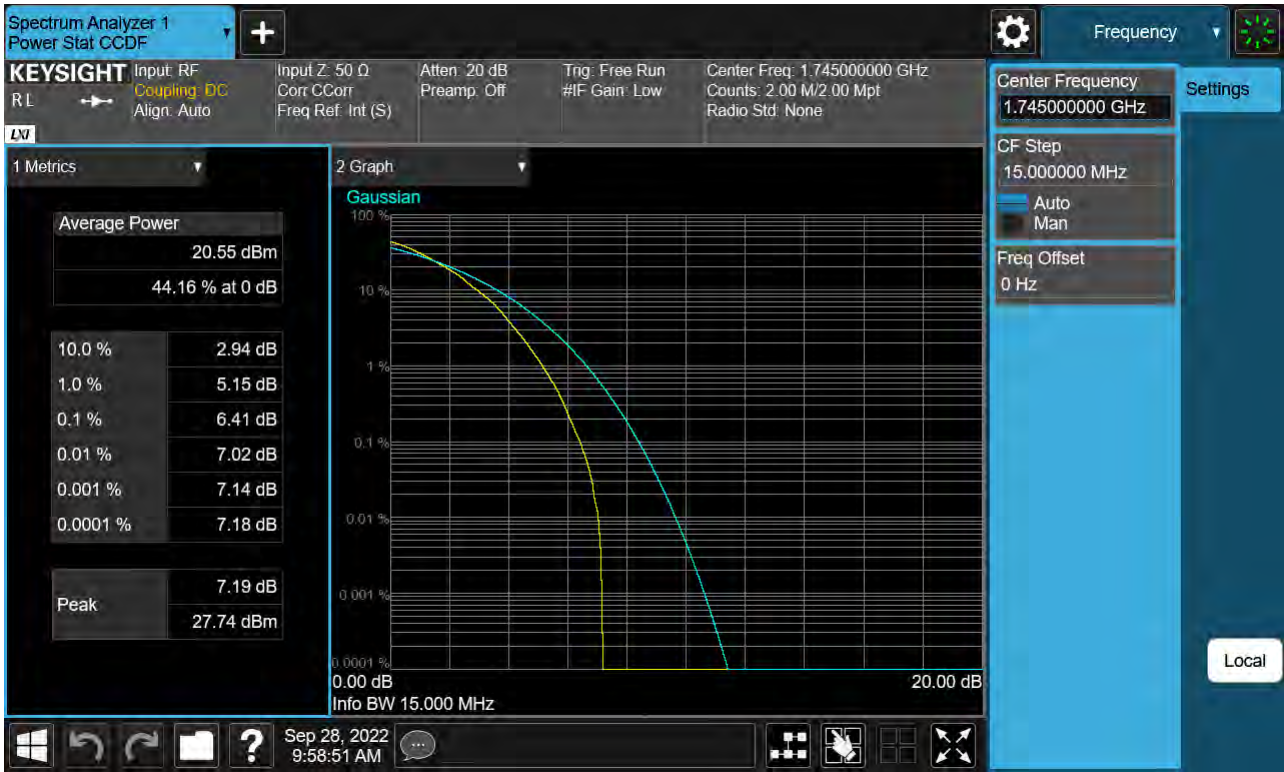 Spectrum Analyzer 1
Power Stat CCDF
+
Frequency
KEYSIGHT
R L
LXI
Input: RF
Coupling: DC
Align: Auto
Input Z: 50 Ω
Corr CCorr
Freq Ref: Int (S)
Atten: 20 dB
Preamp: Off
Trig: Free Run
#IF Gain: Low
Center Freq: 1.745000000 GHz
Counts: 2.00 M/2.00 Mpt
Radio Std: None
Center Frequency
1.745000000 GHz
Settings
CF Step
15.000000 MHz
Auto
Man
Freq Offset
0 Hz
1 Metrics
Average Power
20.55 dBm
44.16 % at 0 dB
10.0 % 2.94 dB
1.0 % 5.15 dB
0.1 % 6.41 dB
0.01 % 7.02 dB
0.001 % 7.14 dB
0.0001 % 7.18 dB
Peak
7.19 dB
27.74 dBm
2 Graph
Gaussian
100 %
10 %
1 %
0.1 %
0.01 %
0.001 %
0.0001 %
0.00 dB 20.00 dB
Info BW 15.000 MHz
Local
?
Sep 28, 2022
9:58:51 AM